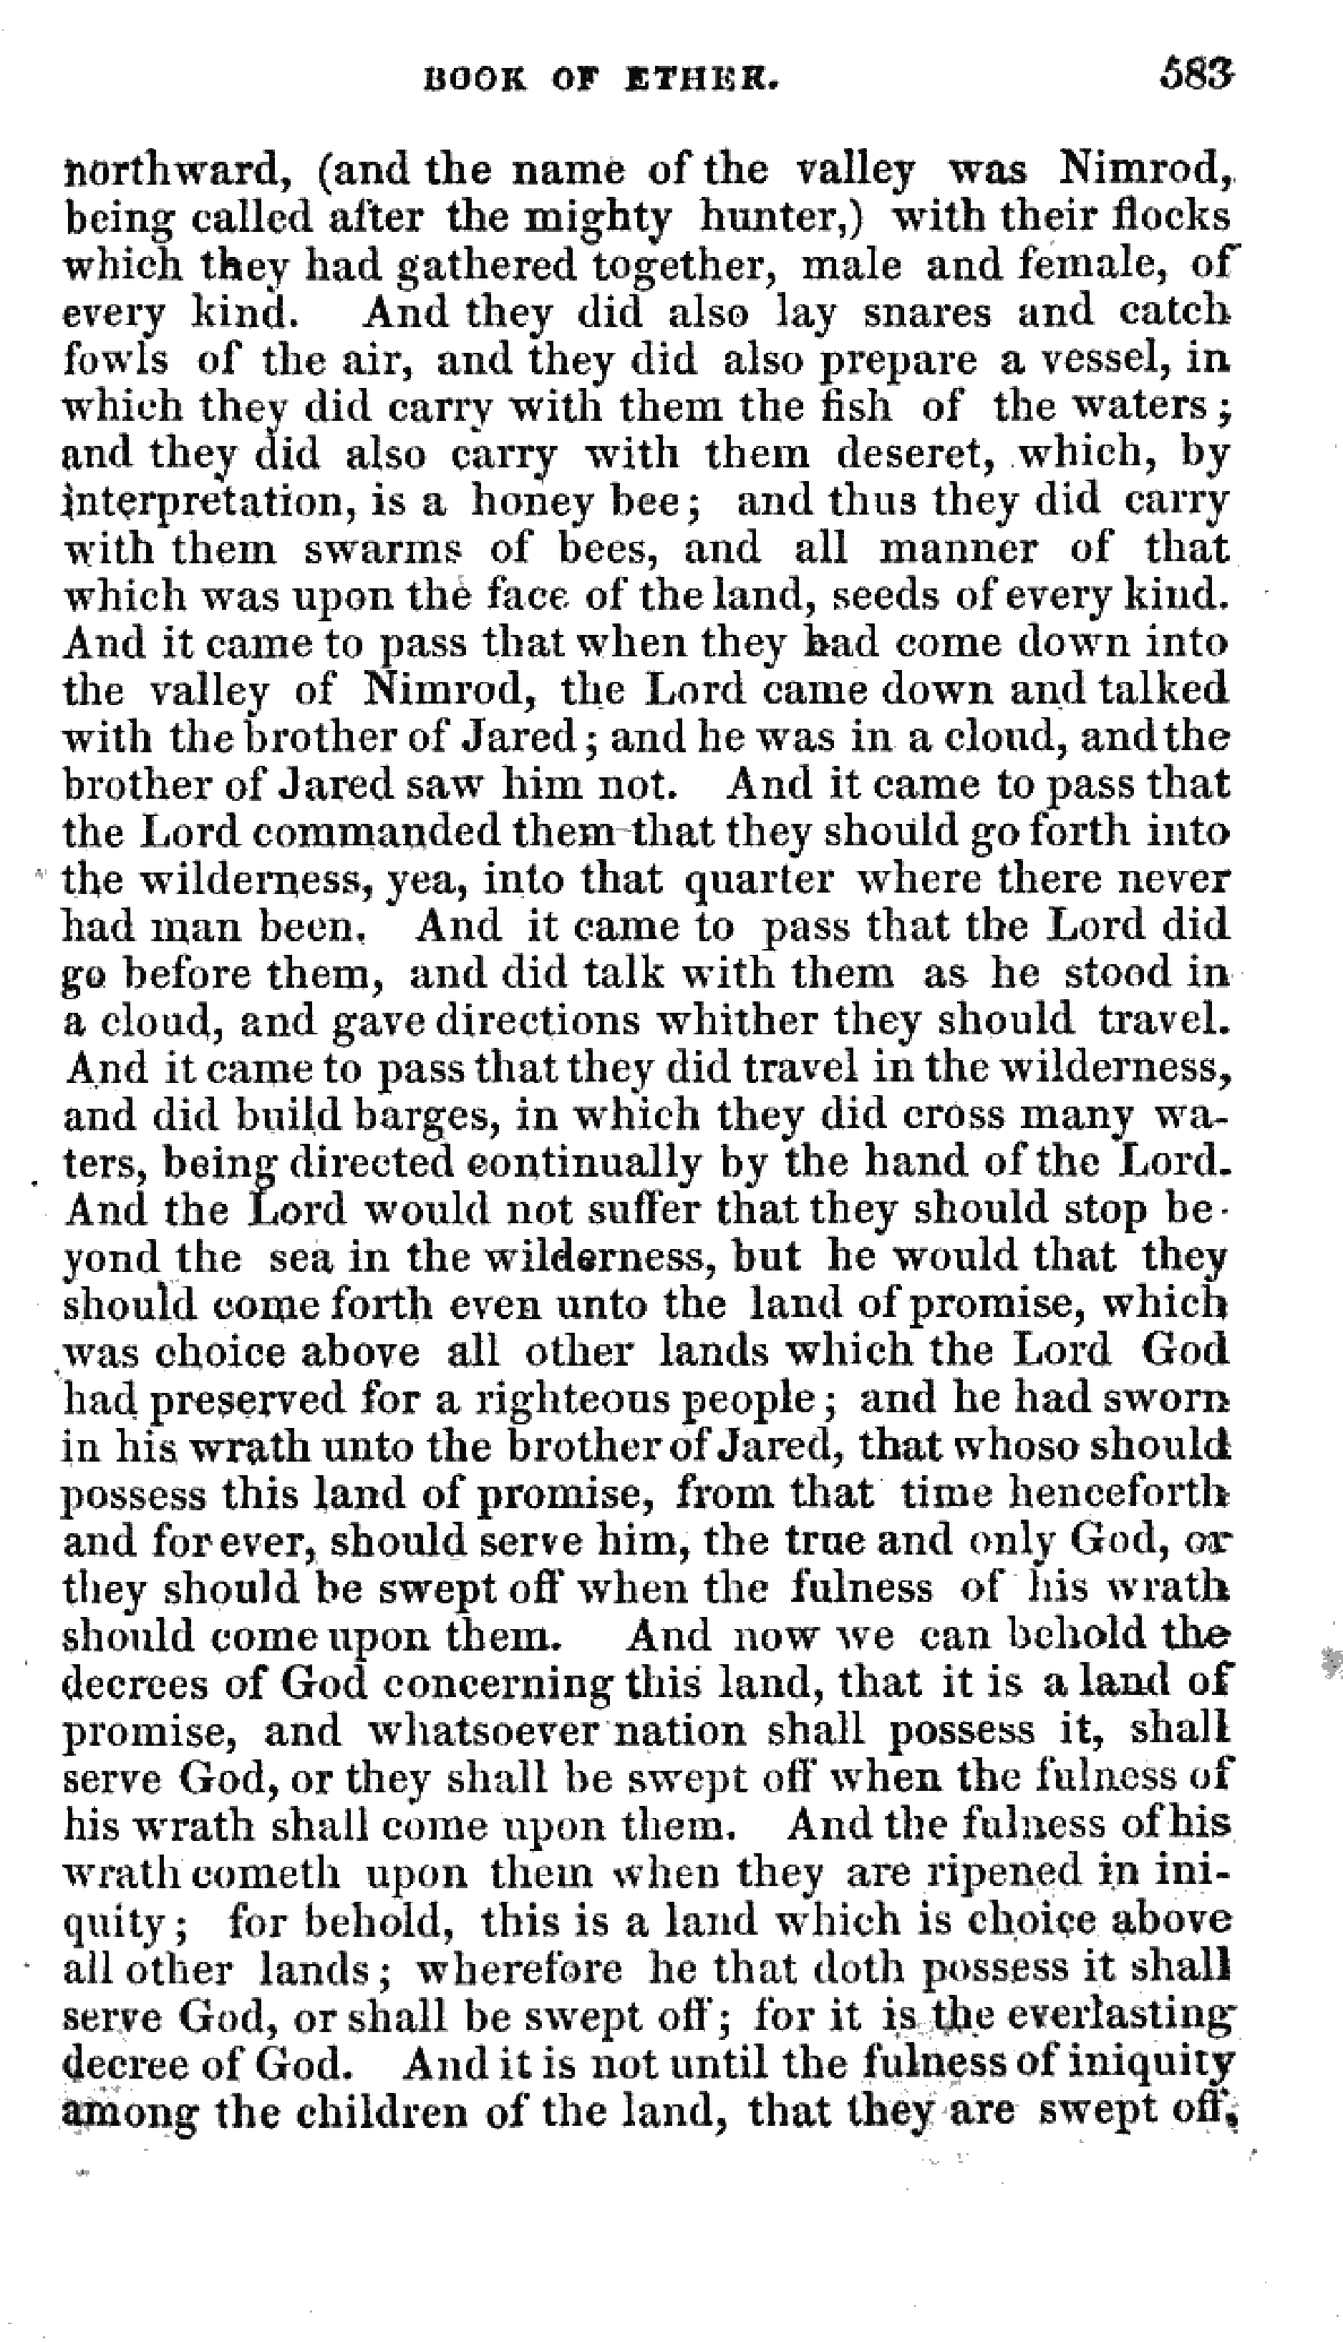 BOOK OF ETHER. 583
northward, (and the name of the valley was Nimrod,
being called after the mighty hunter,) with their flocks
which they had gathered together, male and female, of
every kind. And they did also lay snares and catch
fowls of the air, and they did also prepare a vessel, in
which they did carry with them the fish of the waters;
and they did also carry with them deseret, which, by
interpretation, is a honey bee; and thus they did carry
with them swarms of bees, and all manner of that
which was upon the face of the land, seeds of every kind.
And it came to pass that when they had come down into
the valley of Nimrod, the Lord came down and talked
with the brother of Jared; and he was in a cloud, and the
brother of Jared saw him not. And it came to pass that
the Lord commanded them that they should go forth into
the wilderness, yea, into that quarter where there never
had man been. And it came to pass that the Lord did
go before them, and did talk with them as he stood in
a cloud, and gave directions whither they should travel.
And it came to pass that they did travel in the wilderness,
and did build barges, in which they did cross many wa-
ters, being directed continually by the hand of the Lord.
And the Lord would not suffer that they should stop be-
yond the sea in the wilderness, but he would that they
should come forth even unto the land of promise, which
was choice above all other lands which the Lord God
had preserved for a righteous people; and he had sworn
in his wrath unto the brother of Jared, that whoso should
possess this land of promise, from that time henceforth
and forever, should serve him, the true and only God, or
they should be swept off when the fulness of his wrath
should come upon them. And now we can behold the
decrees of God concerning this land, that it is a land of
promise, and whatsoever nation shall possess it, shall
serve God, or they shall be swept off when the fulness of
his wrath shall come upon them. And the fulness of his
wrath cometh upon them when they are ripened in ini-
quity; for behold, this is a land which is choice above
all other lands; wherefore he that doth possess it shall
serve God, or shall be swept off; for it is the everlasting
decree of God. And it is not until the fulness of iniquity
among the children of the land, that they are swept off.